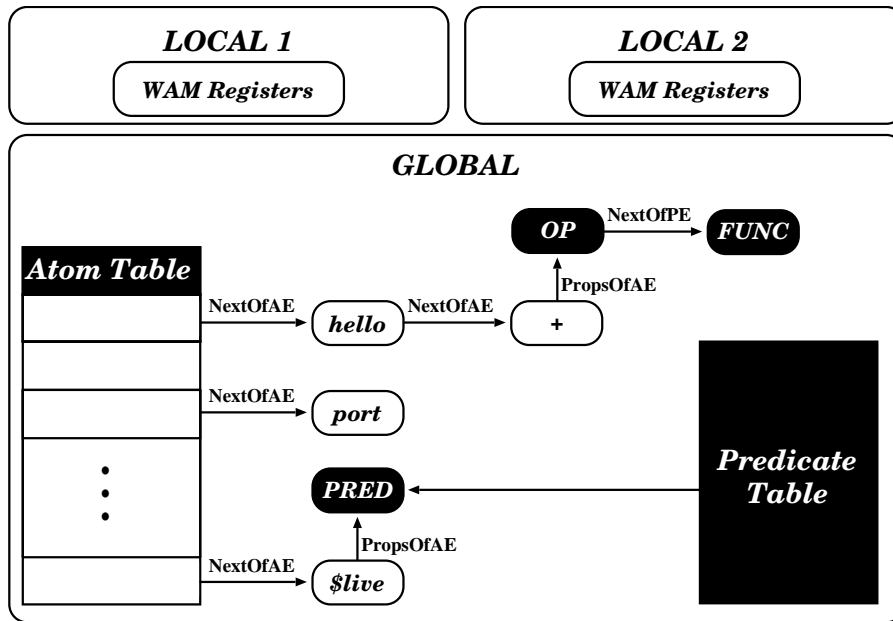 LOCAL 1
WAM Registers
LOCAL 2
WAM Registers
GLOBAL
OP
NextOfPE
FUNC
Atom Table
PropsOfAE
NextOfAE
hello
NextOfAE
+
NextOfAE
port
Predicate
Table
PRED
PropsOfAE
NextOfAE
$live